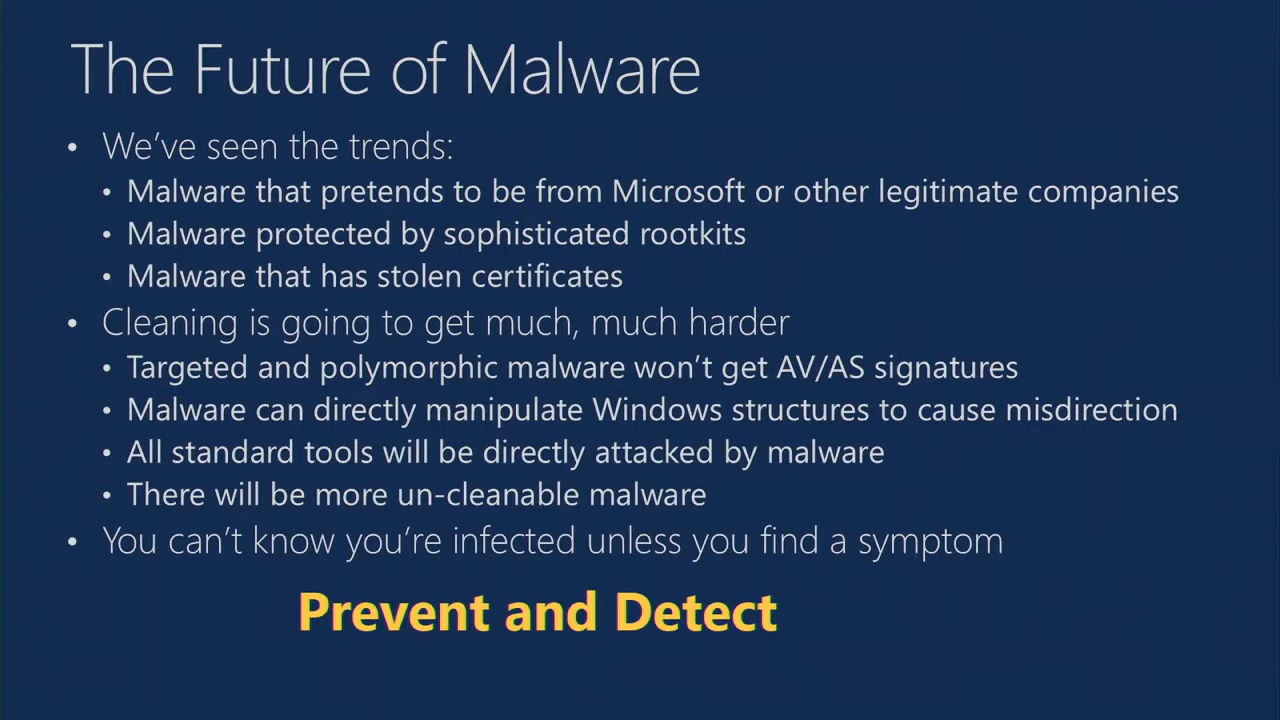 The Future of Malware
• We've seen the trends:
• Malware that pretends to be from Microsoft or other legitimate companies
• Malware protected by sophisticated rootkits
• Malware that has stolen certificates
• Cleaning is going to get much, much harder
• Targeted and polymorphic malware won't get AV/AS signatures
• Malware can directly manipulate Windows structures to cause misdirection
• All standard tools will be directly attacked by malware
• There will be more un-cleanable malware
• You can't know you're infected unless you find a symptom
Prevent and Detect